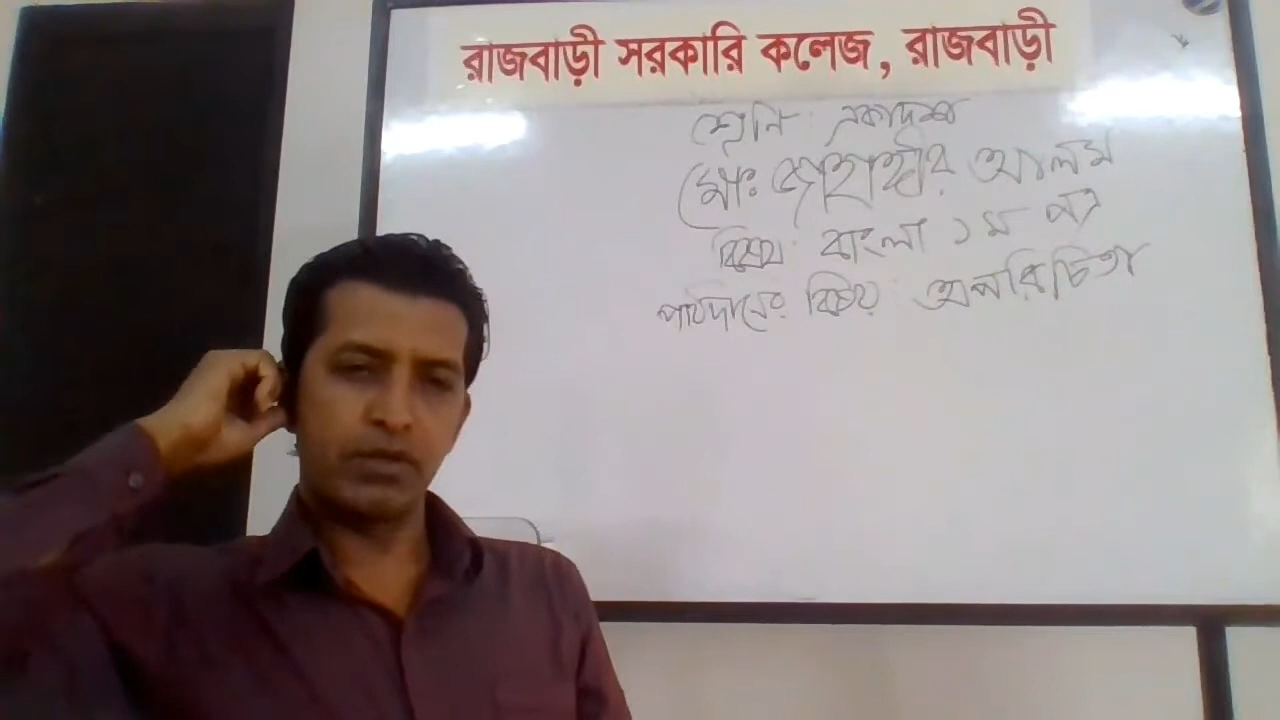 রাজবাড়ী সরকারি কলেজ, রাজবাড়ী
শ্রেণি: একাদশ
মোঃ জাহাঙ্গীর আলম
বিষয়: বাংলা ১ম পত্র
পাঠদানের বিষয়: অপরিচিতা